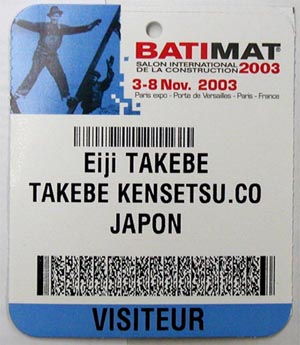 BATIMAT®
SALON INTERNATIONAL
DE LA CONSTRUCTION 2003
3-8 Nov. 2003
Paris expo - Porte de Versailles - Paris - France
Eiji TAKEBE
TAKEBE KENSETSU.CO
JAPON
VISITEUR